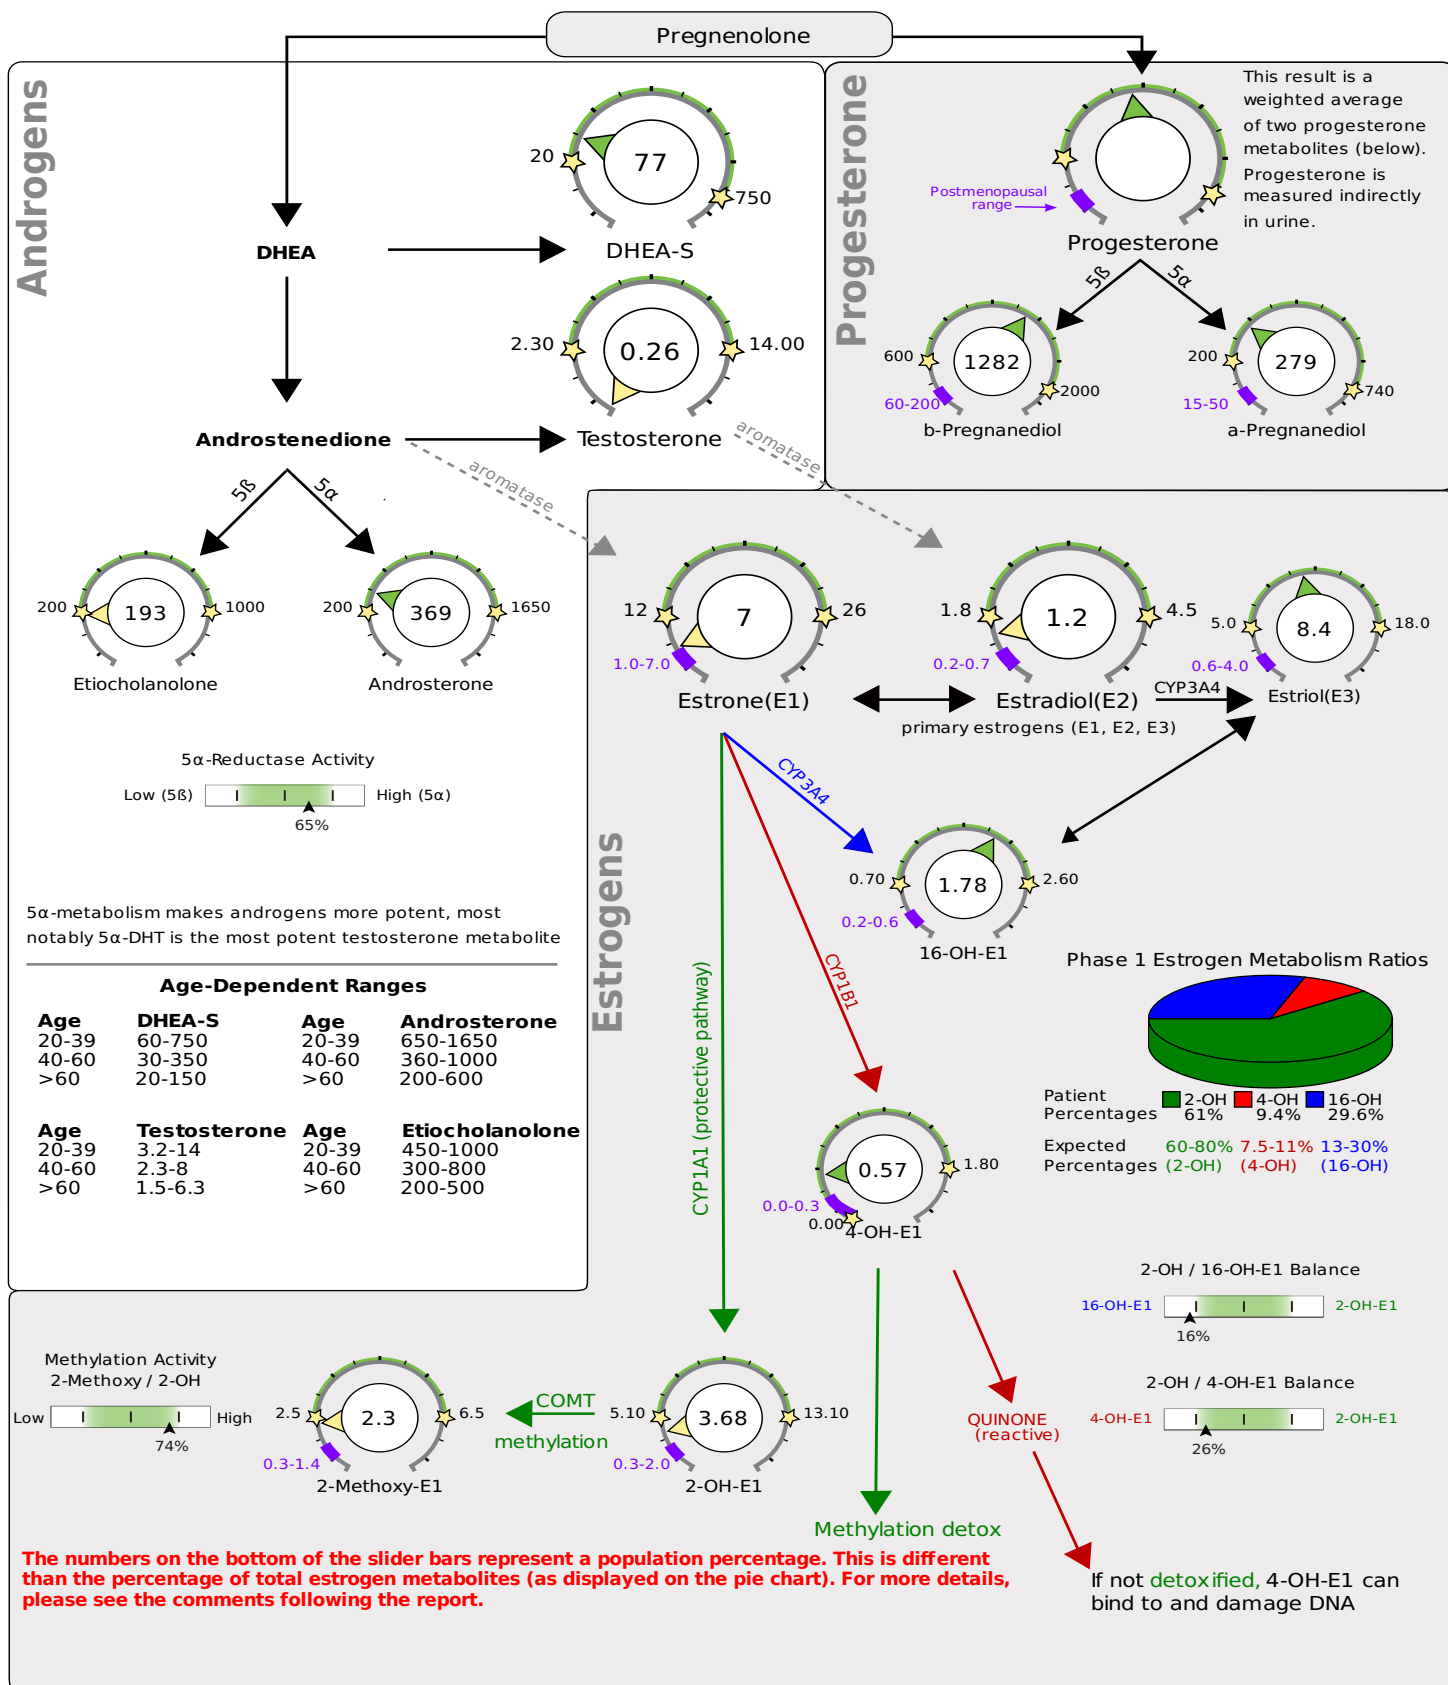 Pregnenolone
Androgens
20
77
750
DHEA-S
DHEA
2.30
0.26
14.00
Testosterone
Androstenedione
aromatase
aromatase
5ß
5α
200
193
1000
Etiocholanolone
200
369
1650
Androsterone
5α-Reductase Activity
Low (5ß)
High (5α)
65%
5α-metabolism makes androgens more potent, most
notably 5α-DHT is the most potent testosterone metabolite
Age-Dependent Ranges
Age DHEA-S Age Androsterone
20-39 60-750 20-39 650-1650
40-60 30-350 40-60 360-1000
>60 20-150 >60 200-600
Age Testosterone Age Etiocholanolone
20-39 3.2-14 20-39 450-1000
40-60 2.3-8 40-60 300-800
>60 1.5-6.3 >60 200-500
Progesterone
This result is a
weighted average
of two progesterone
metabolites (below).
Progesterone is
measured indirectly
in urine.
Postmenopausal
range
Progesterone
5ß
5α
600
1282
2000
60-200
b-Pregnanediol
200
279
740
15-50
a-Pregnanediol
Estrogens
12
7
26
1.0-7.0
Estrone(E1)
1.8
1.2
4.5
0.2-0.7
Estradiol(E2)
5.0
8.4
18.0
0.6-4.0
Estriol(E3)
CYP3A4
primary estrogens (E1, E2, E3)
CYP3A4
0.70
1.78
2.60
0.2-0.6
16-OH-E1
CYP1B1
CYP1A1 (protective pathway)
Phase 1 Estrogen Metabolism Ratios
Patient
Percentages
2-OH 4-OH 16-OH
61% 9.4% 29.6%
Expected
Percentages
60-80% 7.5-11% 13-30%
(2-OH) (4-OH) (16-OH)
0.57
1.80
0.0-0.3
0.00
4-OH-E1
2-OH / 16-OH-E1 Balance
16-OH-E1
2-OH-E1
16%
2-OH / 4-OH-E1 Balance
4-OH-E1
2-OH-E1
26%
Methylation Activity
2-Methoxy / 2-OH
Low
High
74%
2.5
2.3
6.5
0.3-1.4
2-Methoxy-E1
COMT
methylation
5.10
3.68
13.10
0.3-2.0
2-OH-E1
QUINONE
(reactive)
Methylation detox
The numbers on the bottom of the slider bars represent a population percentage. This is different
than the percentage of total estrogen metabolites (as displayed on the pie chart). For more details,
please see the comments following the report.
If not detoxified, 4-OH-E1 can
bind to and damage DNA